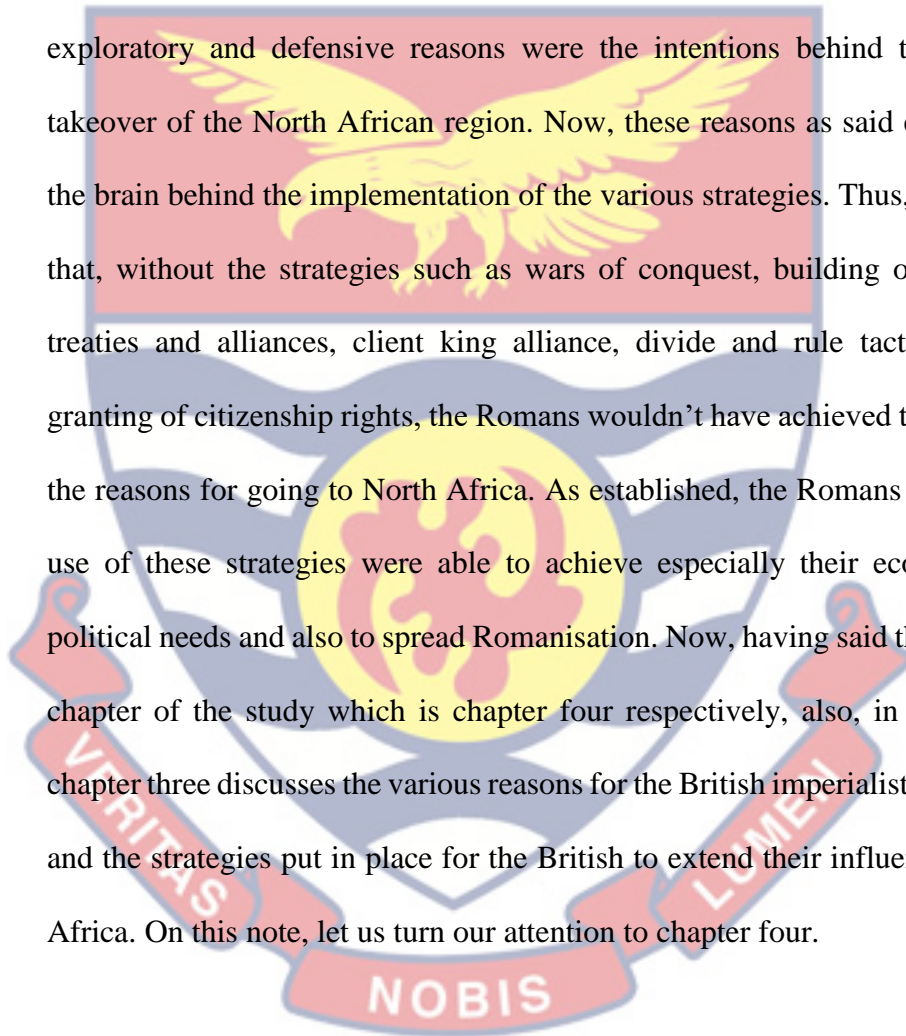 exploratory and defensive reasons were the intentions behind
takeover of the North African region. Now, these reasons as said
the brain behind the implementation of the various strategies. Thus,
that, without the strategies such as wars of conquest, building
treaties and alliances, client king alliance, divide and rule
granting of citizenship rights, the Romans wouldn't have achieved
the reasons for going to North Africa. As established, the Romans
use of these strategies were able to achieve especially their
political needs and also to spread Romanisation. Now, having said
chapter of the study which is chapter four respectively, also, in
chapter three discusses the various reasons for the British imperialist
and the strategies put in place for the British to extend their
Africa. On this note, let us turn our attention to chapter four.
VERITAS
NOBIS
LUMEN